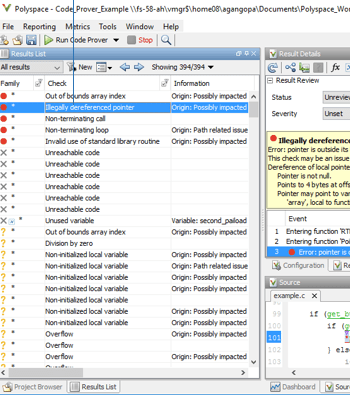 Polyspace - Code_Prover_Example \\fs-58-ah\vmgr$\home08\agangopa\Documents\Polyspace_Wor
Reporting Metrics Tools Window Help
Run Code Prover Stop
Results List
All results New Showing 394/394
Family Check Information
* Out of bounds array index Origin: Possibly impacted
* Illegally dereferenced pointer Origin: Possibly impacted
* Non-terminating call
* Non-terminating loop Origin: Path related issue
* Invalid use of standard library routine Origin: Possibly impacted
X * Unreachable code
X * Unreachable code
X * Unreachable code
X * Unreachable code
X * Unreachable code
X * Unused variable Variable: second_paiload
? * Out of bounds array index Origin: Possibly impacted
? * Division by zero
? * Non-initialized local variable Origin: Possibly impacted
? * Non-initialized local variable Origin: Path related issue
? * Non-initialized local variable Origin: Possibly impacted
? * Non-initialized local variable Origin: Possibly impacted
? * Non-initialized local variable Origin: Possibly impacted
? * Non-initialized local variable Origin: Possibly impacted
? * Overflow Origin: Possibly impacted
? * Overflow
? * Overflow Origin: Possibly impacted
Project Browser Results List
Result Details
Result Review
Status Unreview
Severity Unset
Illegally dereference
Error: pointer is outside its
This check may be an issue
Dereference of local pointe
Pointer is not null.
Points to 4 bytes at offs
Pointer may point to var
'array', local to functi
Event
1 Entering function 'RT
2 Entering function 'Poi
3 Error: pointer is o
Configuration
Source
example.c X
99 if (get_b
100 if (g
101
102 } els
103
Dashboard Sour